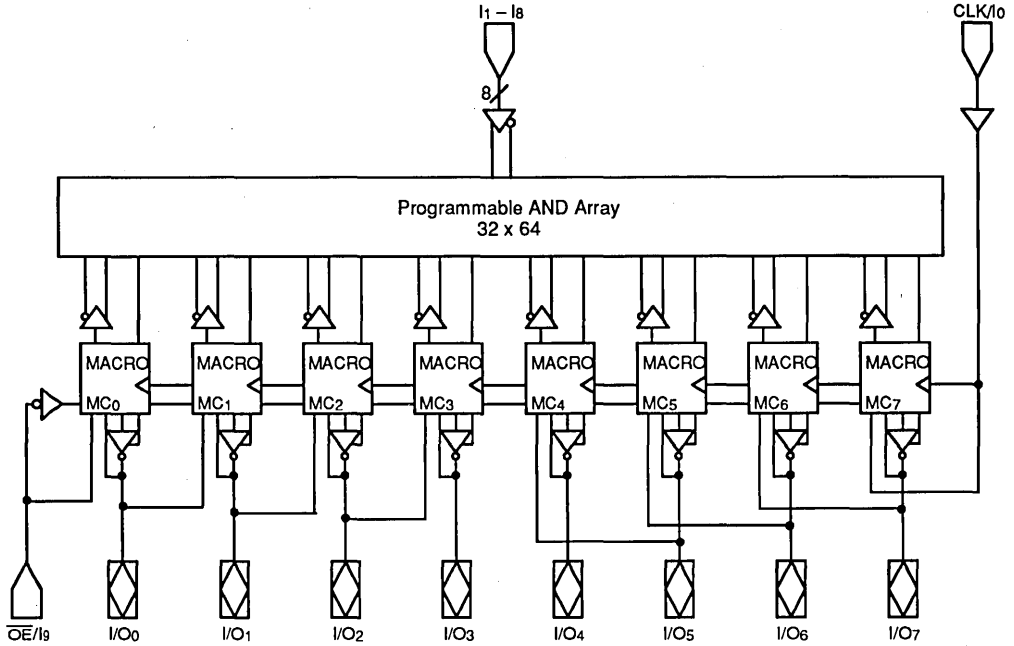 I1 – I8
CLK/I0
8
Programmable AND Array
32 x 64
MACRO MACRO MACRO MACRO MACRO MACRO MACRO MACRO
MC0 MC1 MC2 MC3 MC4 MC5 MC6 MC7
O̅E̅/I9 I/O0 I/O1 I/O2 I/O3 I/O4 I/O5 I/O6 I/O7